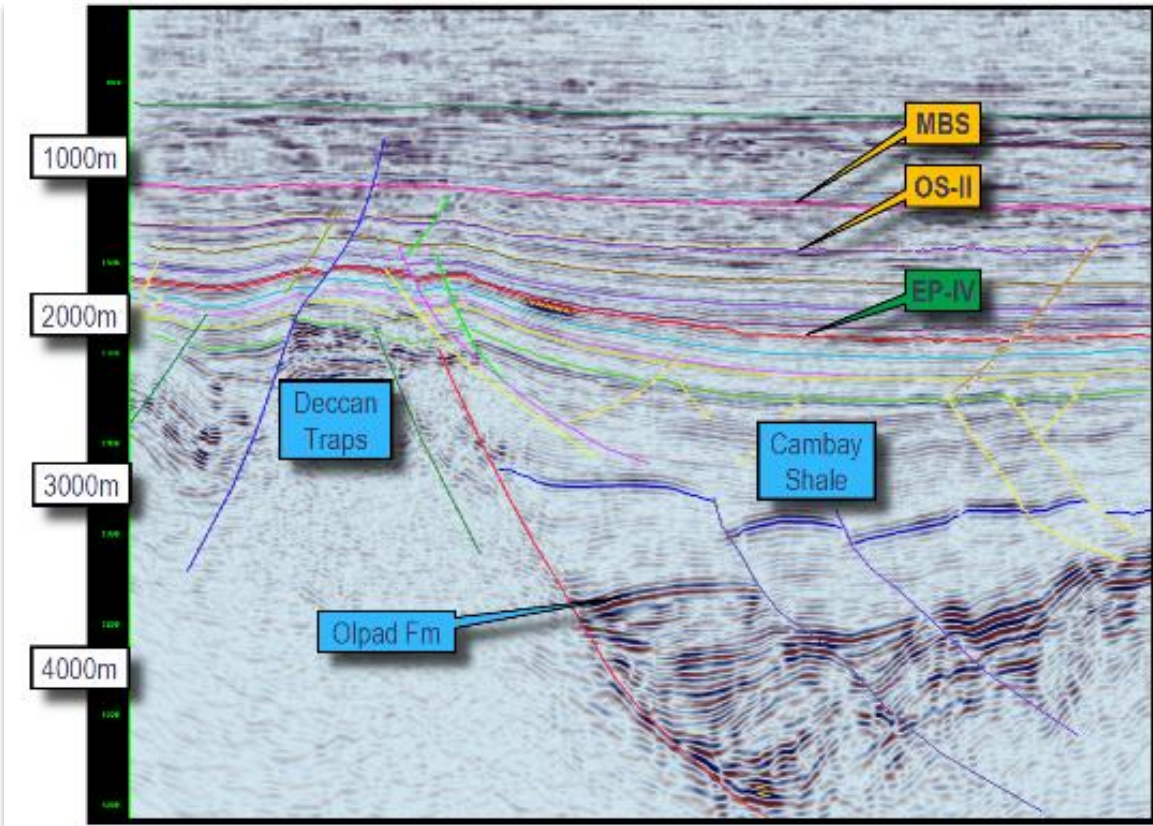 MBS
1000m
OS-II
EP-IV
2000m
Deccan
Traps
Cambay
Shale
3000m
Olpad Fm
4000m